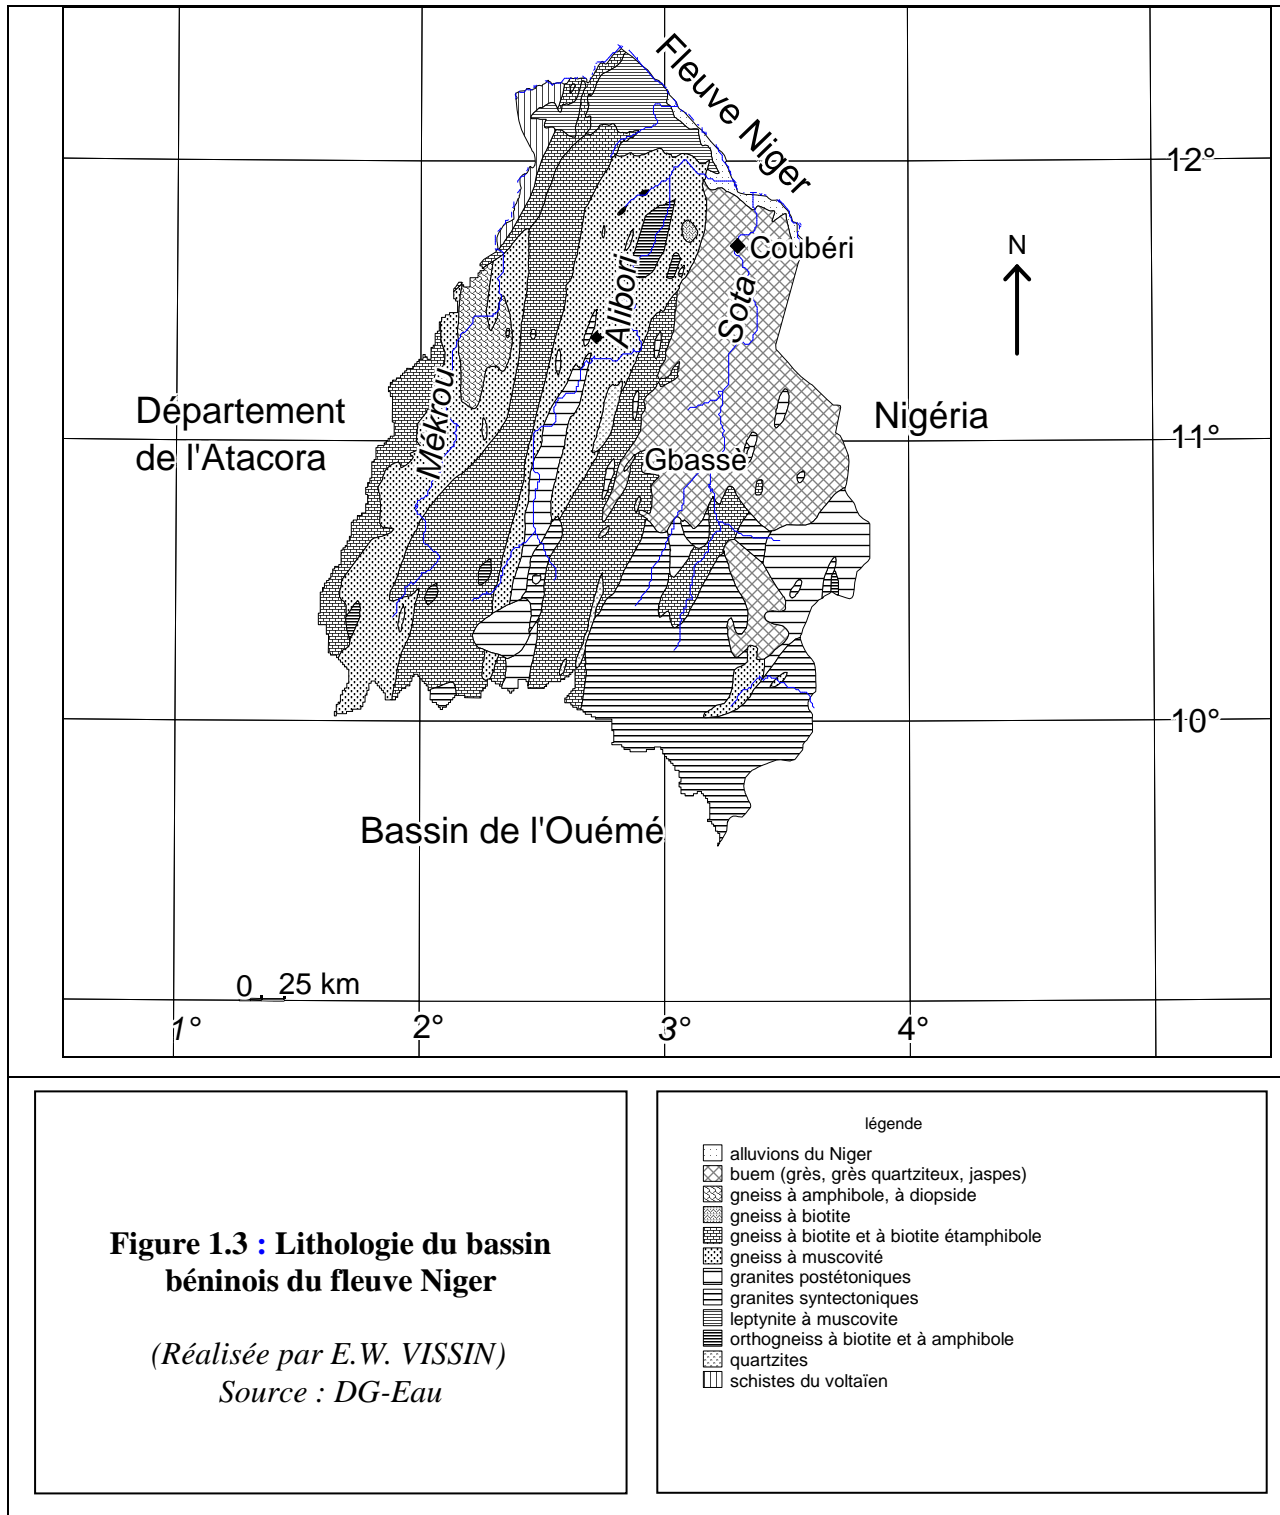 Fleuve Niger
12°
N
Coubéri
Alibori
Sota
Mékrou
Département
de l'Atacora
Nigéria
11°
Gbassè
10°
Bassin de l'Ouémé
0 25 km
1° 2° 3° 4°
Figure 1.3 : Lithologie du bassin
béninois du fleuve Niger
(Réalisée par E.W. VISSIN)
Source : DG-Eau
légende
alluvions du Niger
buem (grès, grès quartziteux, jaspes)
gneiss à amphibole, à diopside
gneiss à biotite
gneiss à biotite et à biotite étamphibole
gneiss à muscovité
granites postétoniques
granites syntectoniques
leptynite à muscovite
orthogneiss à biotite et à amphibole
quartzites
schistes du voltaïen